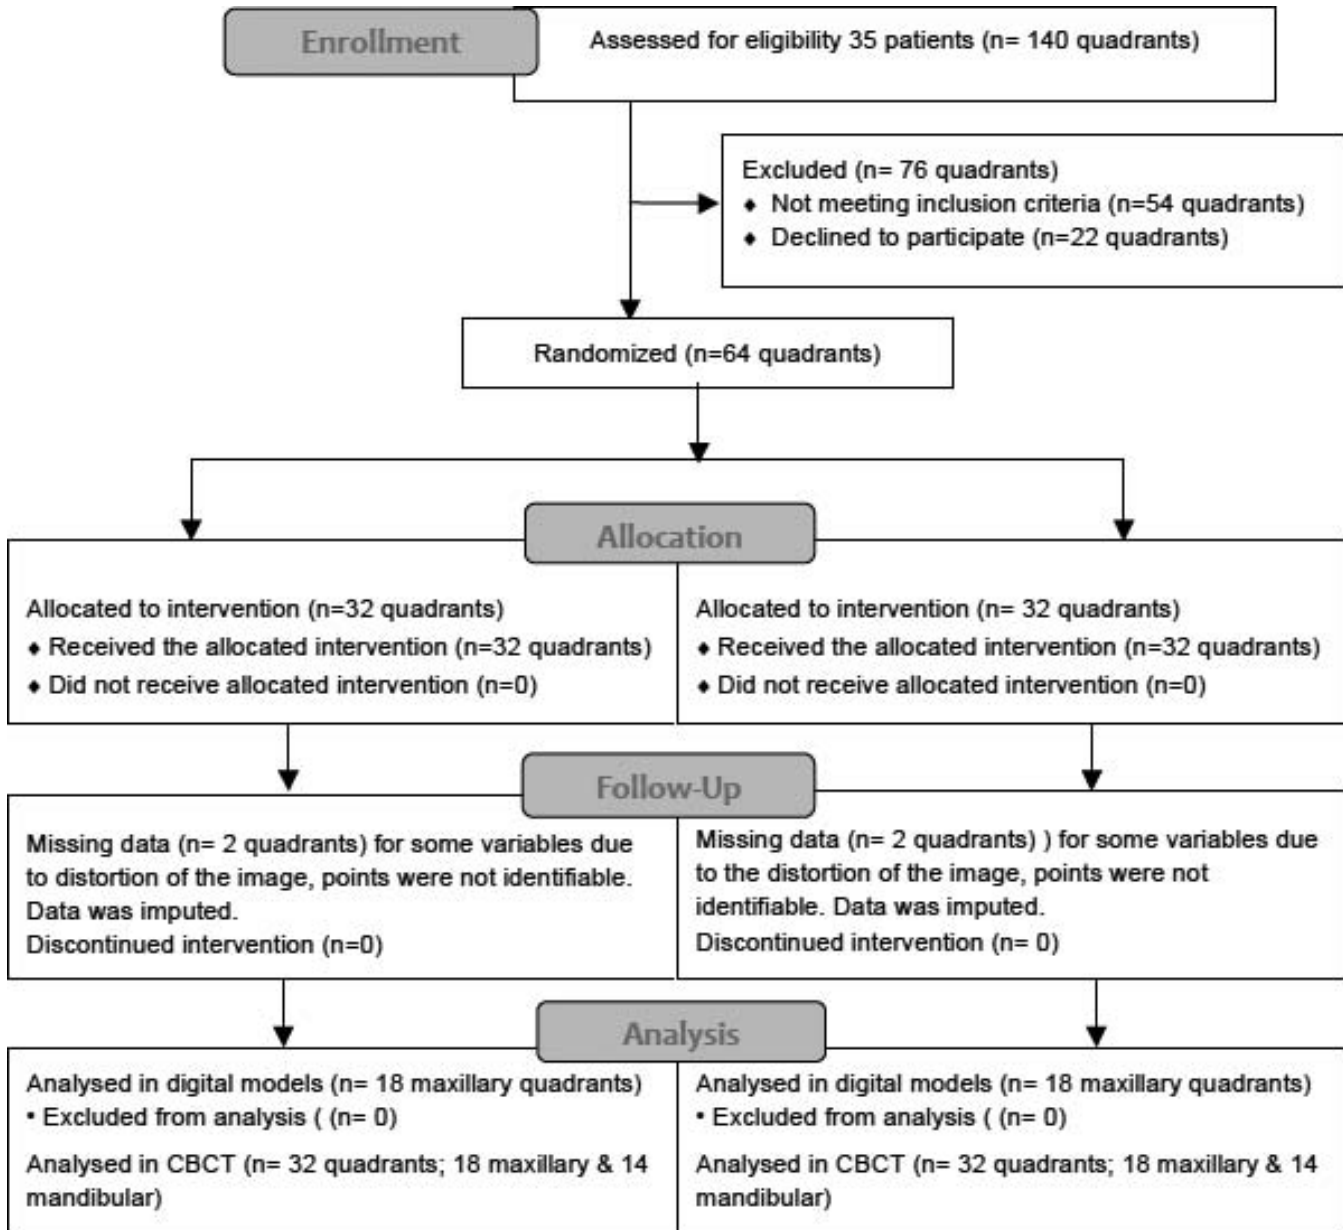 Enrollment
Assessed for eligibility 35 patients (n= 140 quadrants)
Excluded (n= 76 quadrants)
♦ Not meeting inclusion criteria (n=54 quadrants)
♦ Declined to participate (n=22 quadrants)
Randomized (n=64 quadrants)
Allocation
Allocated to intervention (n=32 quadrants)
♦ Received the allocated intervention (n=32 quadrants)
♦ Did not receive allocated intervention (n=0)
Allocated to intervention (n= 32 quadrants)
♦ Received the allocated intervention (n=32 quadrants)
♦ Did not receive allocated intervention (n=0)
Follow-Up
Missing data (n= 2 quadrants) for some variables due
to distortion of the image, points were not identifiable.
Data was imputed.
Discontinued intervention (n=0)
Missing data (n= 2 quadrants) ) for some variables due
to the distortion of the image, points were not
identifiable. Data was imputed.
Discontinued intervention (n= 0)
Analysis
Analysed in digital models (n= 18 maxillary quadrants)
• Excluded from analysis ( (n= 0)
Analysed in CBCT (n= 32 quadrants; 18 maxillary & 14
mandibular)
Analysed in digital models (n= 18 maxillary quadrants)
• Excluded from analysis ( (n= 0)
Analysed in CBCT (n= 32 quadrants; 18 maxillary & 14
mandibular)